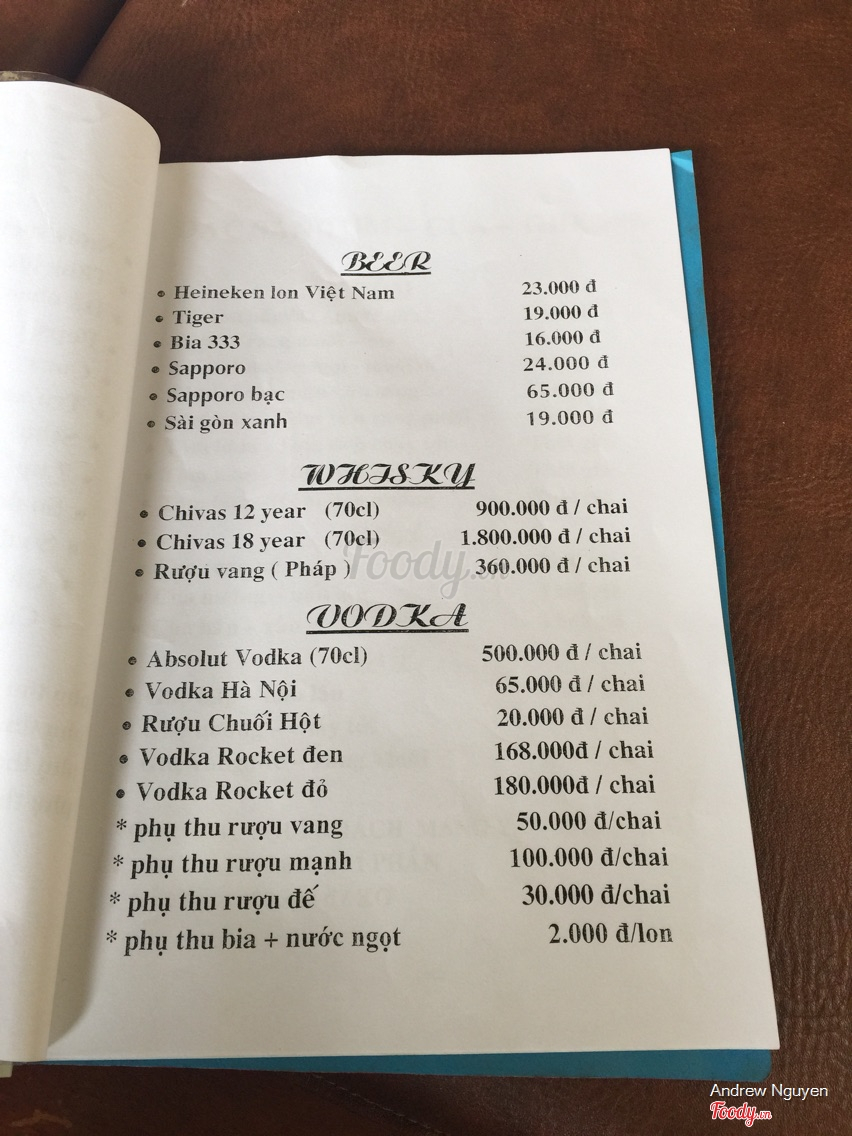 BEER
• Heineken lon Việt Nam 23.000 đ
• Tiger 19.000 đ
• Bia 333 16.000 đ
• Sapporo 24.000 đ
• Sapporo bạc 65.000 đ
• Sài gòn xanh 19.000 đ
WHISKY
• Chivas 12 year (70cl) 900.000 đ / chai
• Chivas 18 year (70cl) 1.800.000 đ / chai
• Rượu vang ( Pháp ) 360.000 đ / chai
Foody.vn
VODKA
• Absolut Vodka (70cl) 500.000 đ / chai
• Vodka Hà Nội 65.000 đ / chai
• Rượu Chuối Hột 20.000 đ / chai
• Vodka Rocket đen 168.000đ / chai
• Vodka Rocket đỏ 180.000đ / chai
* phụ thu rượu vang 50.000 đ/chai
* phụ thu rượu mạnh 100.000 đ/chai
* phụ thu rượu đế 30.000 đ/chai
* phụ thu bia + nước ngọt 2.000 đ/lon
Andrew Nguyen
Foody.vn